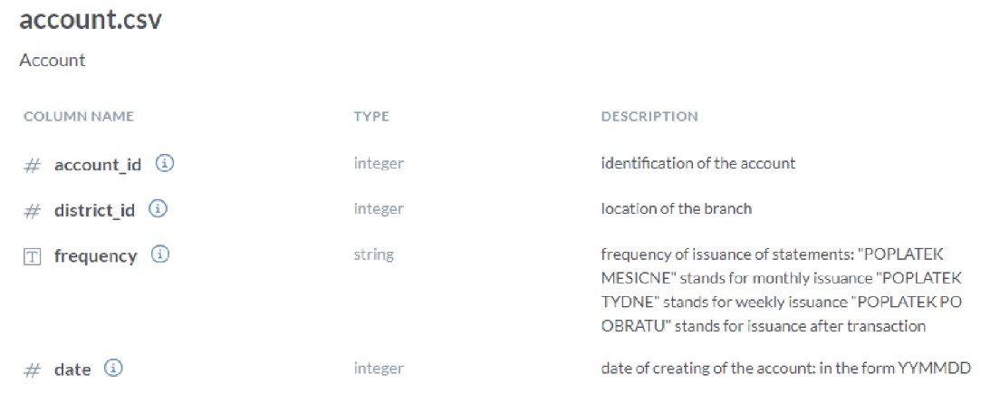 account.csv
Account
COLUMN NAME TYPE DESCRIPTION
# account_id integer identification of the account
# district_id integer location of the branch
T frequency string frequency of issuance of statements: "POPLATEK
MESICNE" stands for monthly issuance "POPLATEK
TYDNE" stands for weekly issuance "POPLATEK PO
OBRATU" stands for issuance after transaction
# date integer date of creating of the account: in the form YYMMDD